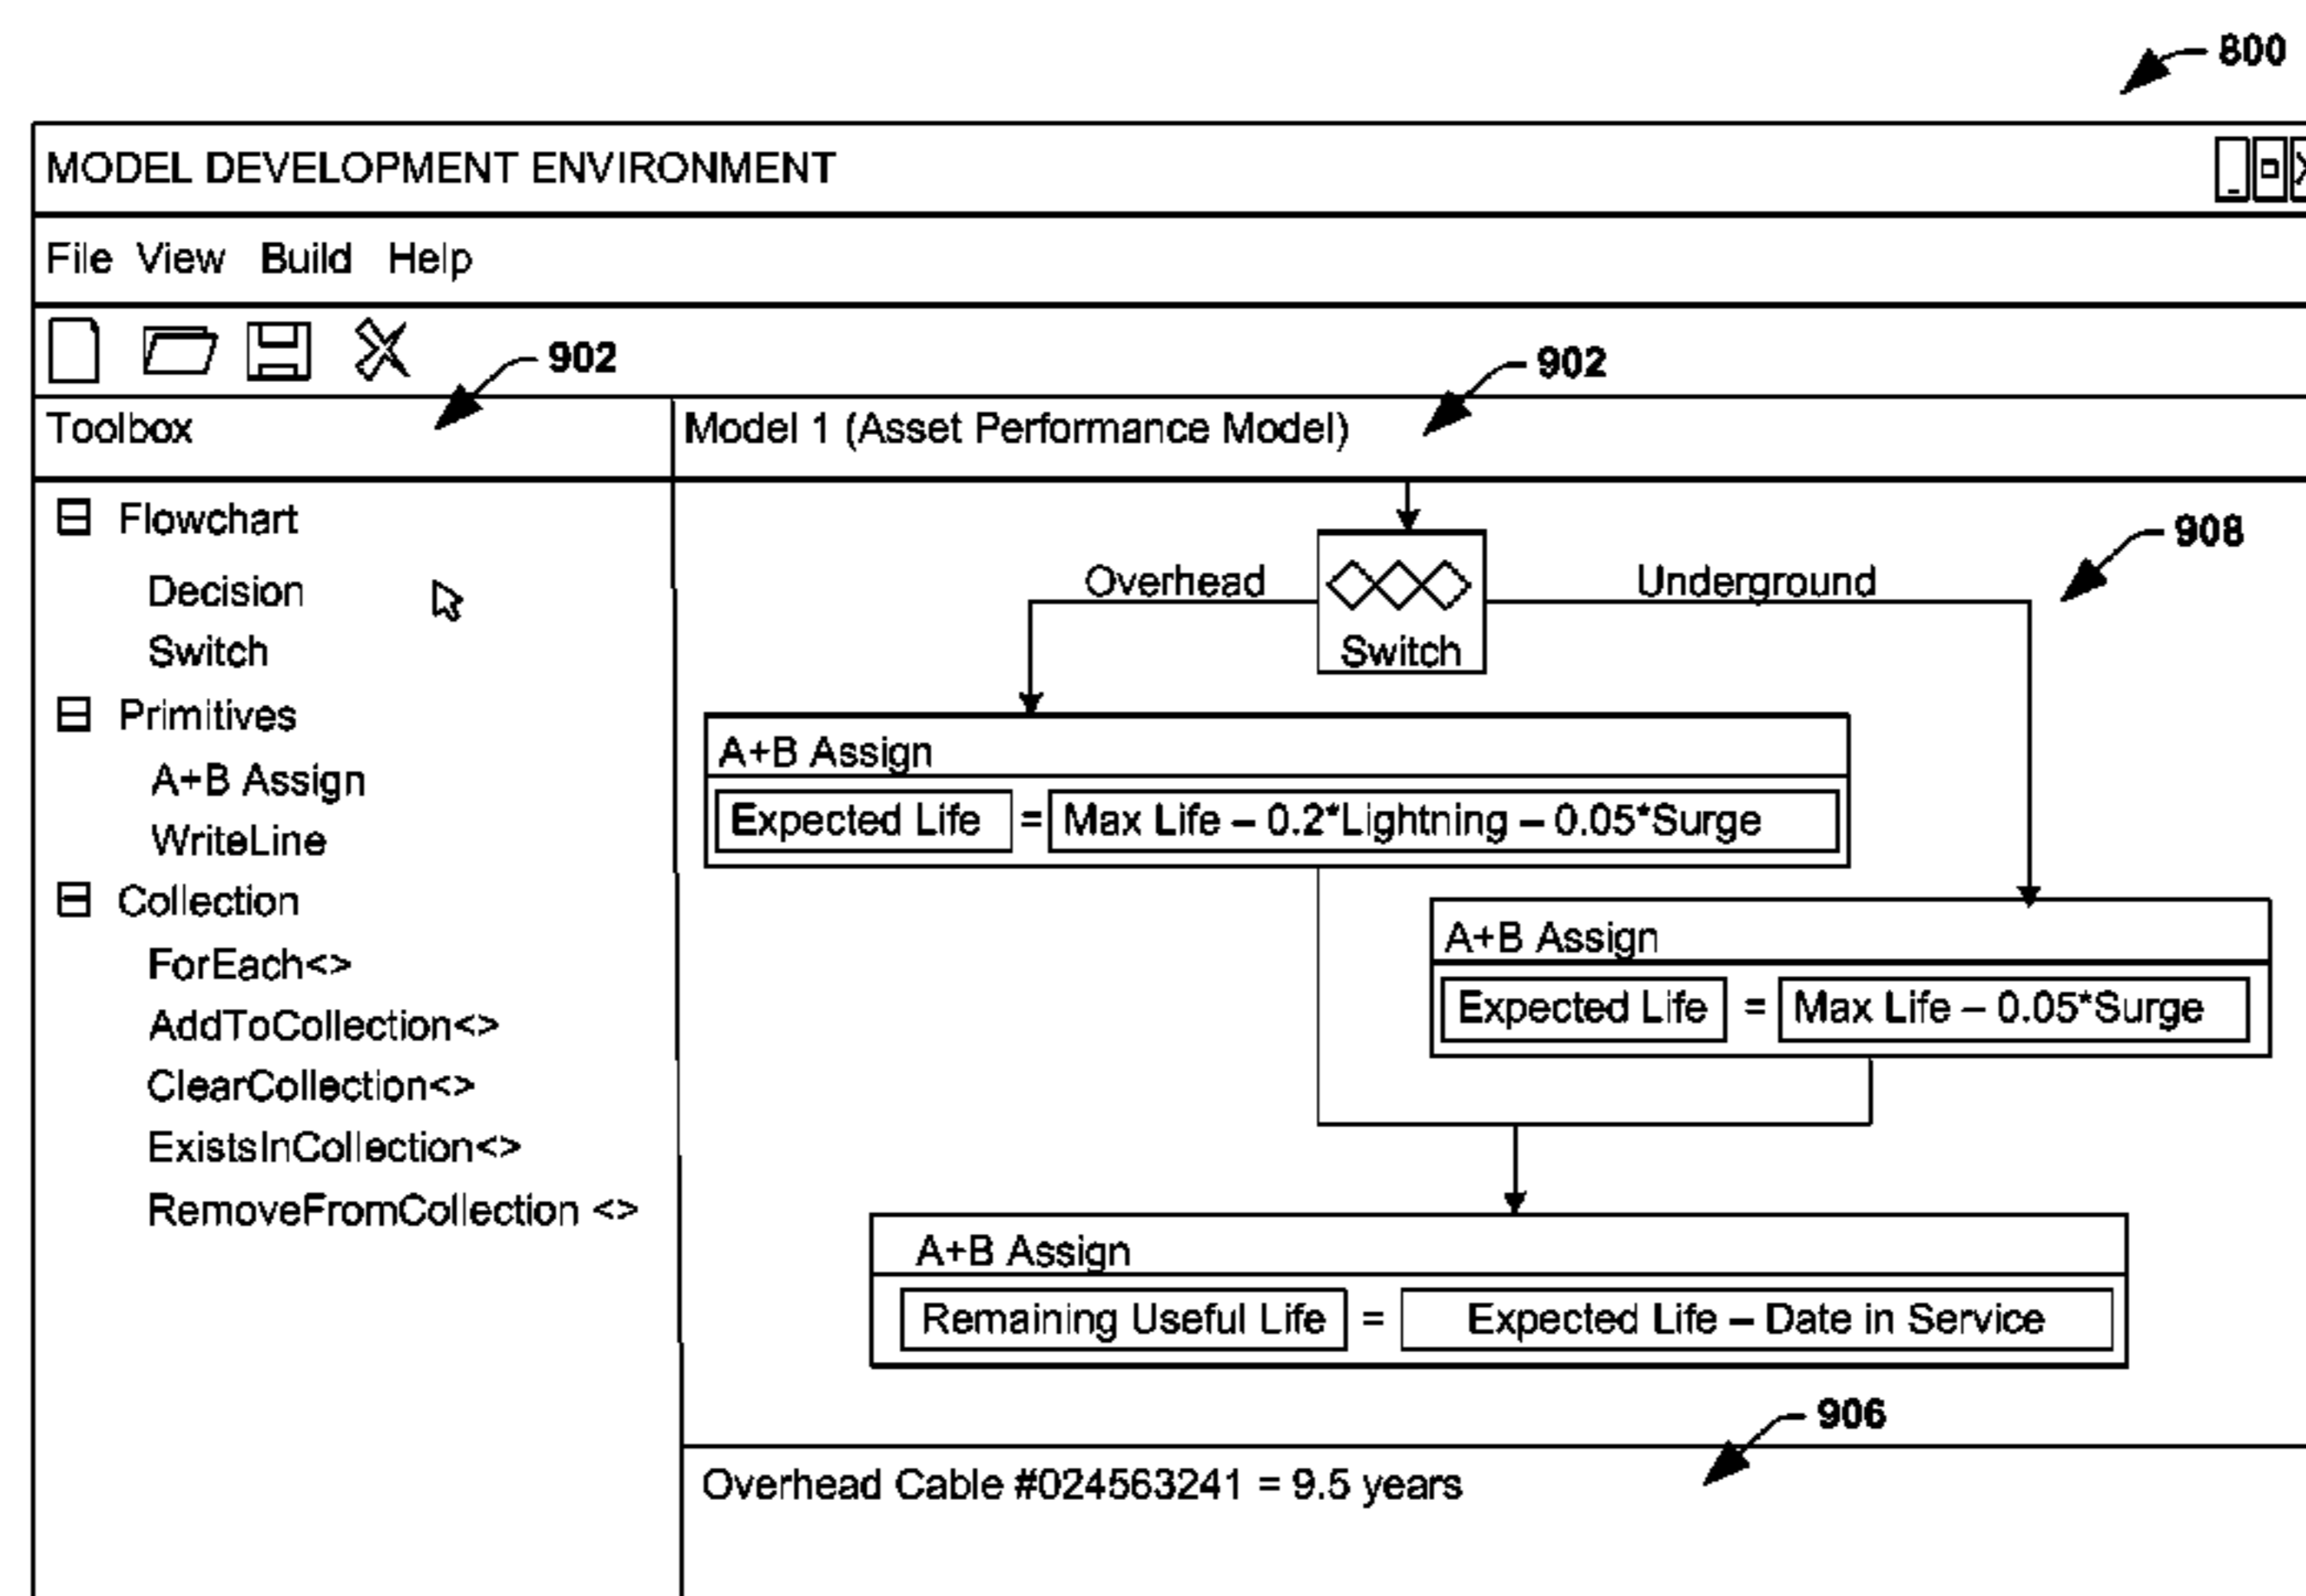 800
MODEL DEVELOPMENT ENVIRONMENT
File View Build Help
902
902
Toolbox
Model 1 (Asset Performance Model)
Flowchart
Decision
Switch
Primitives
A+B Assign
WriteLine
Collection
ForEach<>
AddToCollection<>
ClearCollection<>
ExistsInCollection<>
RemoveFromCollection <>
908
Overhead
Underground
Switch
A+B Assign
Expected Life = Max Life – 0.2*Lightning – 0.05*Surge
A+B Assign
Expected Life = Max Life – 0.05*Surge
A+B Assign
Remaining Useful Life = Expected Life – Date in Service
906
Overhead Cable #024563241 = 9.5 years